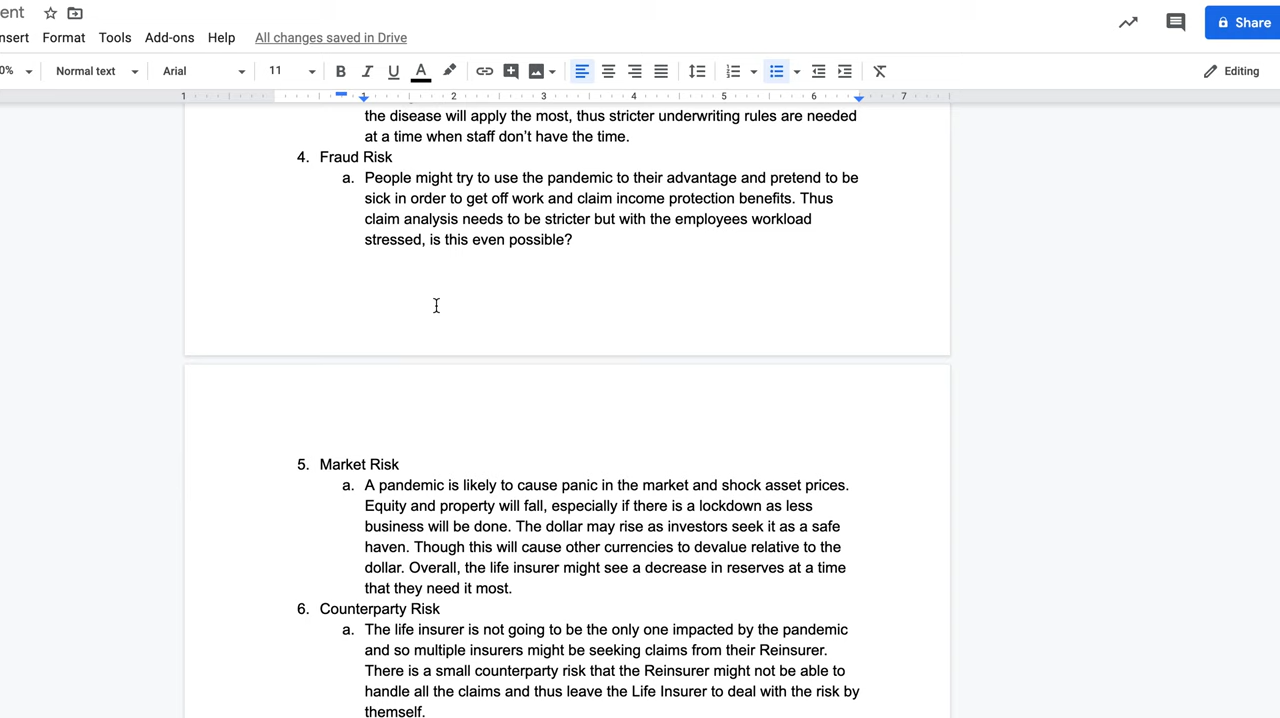 ent
nsert Format Tools Add-ons Help All changes saved in Drive
Share
0% Normal text Arial 11 B I U A Editing
1 1 2 3 4 5 6 7
the disease will apply the most, thus stricter underwriting rules are needed
at a time when staff don't have the time.
4. Fraud Risk
a. People might try to use the pandemic to their advantage and pretend to be
sick in order to get off work and claim income protection benefits. Thus
claim analysis needs to be stricter but with the employees workload
stressed, is this even possible?
5. Market Risk
a. A pandemic is likely to cause panic in the market and shock asset prices.
Equity and property will fall, especially if there is a lockdown as less
business will be done. The dollar may rise as investors seek it as a safe
haven. Though this will cause other currencies to devalue relative to the
dollar. Overall, the life insurer might see a decrease in reserves at a time
that they need it most.
6. Counterparty Risk
a. The life insurer is not going to be the only one impacted by the pandemic
and so multiple insurers might be seeking claims from their Reinsurer.
There is a small counterparty risk that the Reinsurer might not be able to
handle all the claims and thus leave the Life Insurer to deal with the risk by
themself.